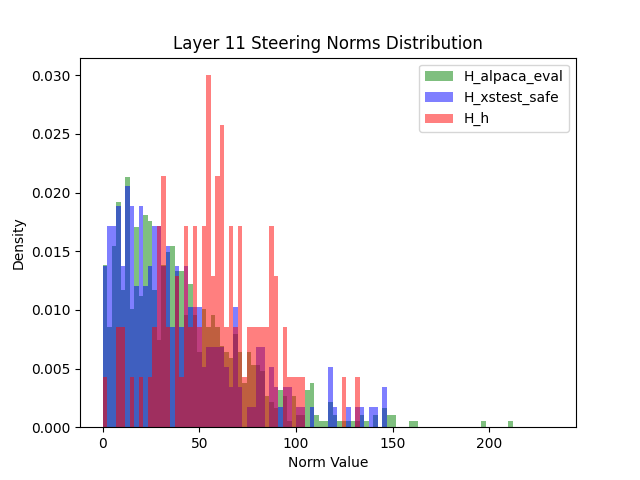 Layer 11 Steering Norms Distribution
H_alpaca_eval
H_xstest_safe
H_h
0.030
0.025
0.020
0.015
0.010
0.005
0.000
Density
0 50 100 150 200
Norm Value